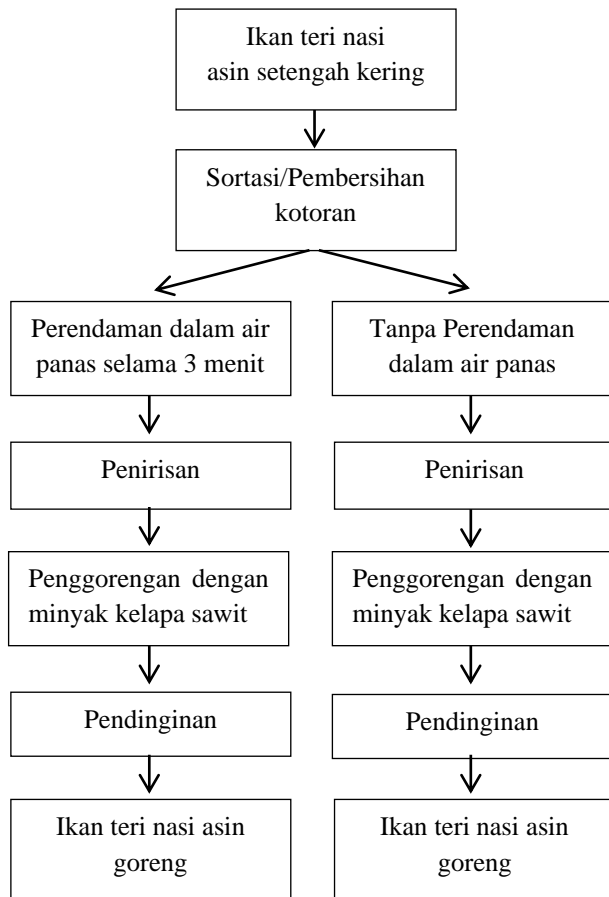 Ikan teri nasi
asin setengah kering
Sortasi/Pembersihan
kotoran
Perendaman dalam air
panas selama 3 menit
Tanpa Perendaman
dalam air panas
Penirisan
Penirisan
Penggorengan dengan
minyak kelapa sawit
Penggorengan dengan
minyak kelapa sawit
Pendinginan
Pendinginan
Ikan teri nasi asin
goreng
Ikan teri nasi asin
goreng